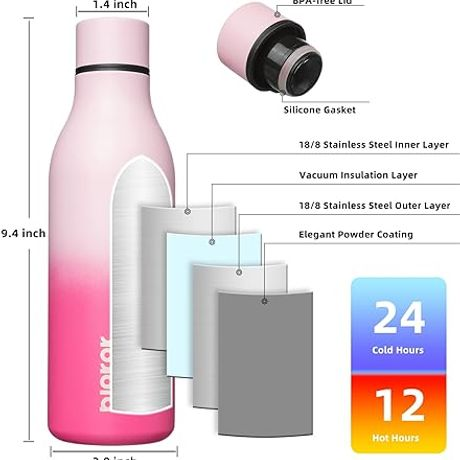 1.4 inch
BPA-free Lid
Silicone Gasket
18/8 Stainless Steel Inner Layer
Vacuum Insulation Layer
18/8 Stainless Steel Outer Layer
Elegant Powder Coating
9.4 inch
24
Cold Hours
12
Hot Hours